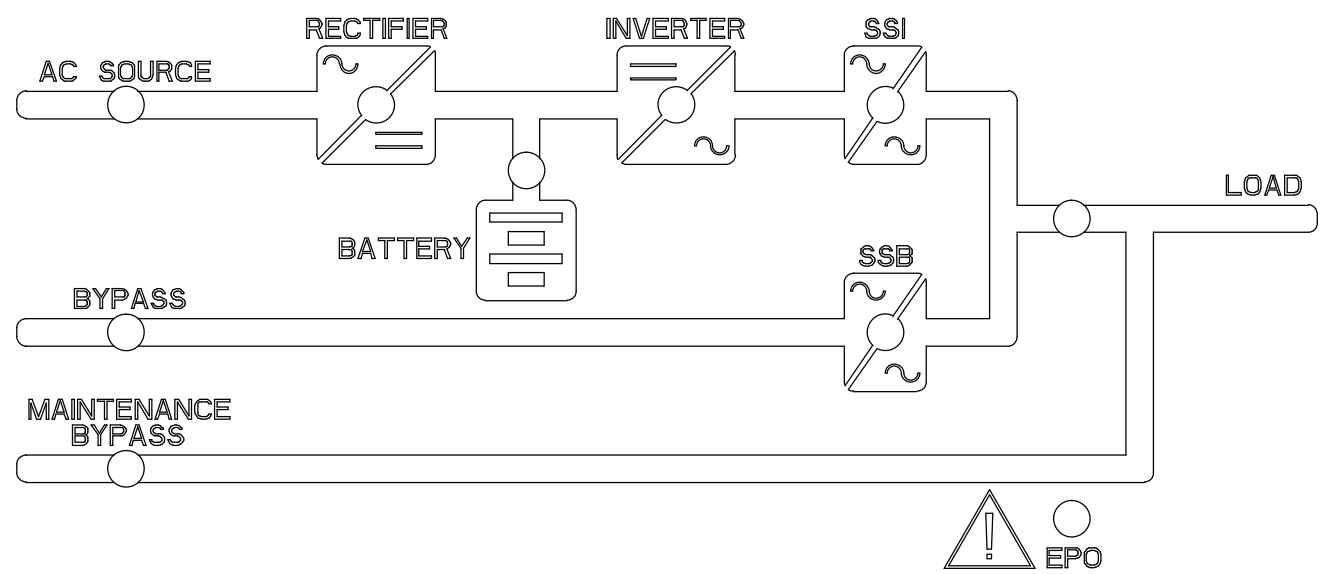 RECTIFIER
INVERTER
SSI
AC SOURCE
LOAD
BATTERY
SSB
BYPASS
MAINTENANCE
BYPASS
!
EPO